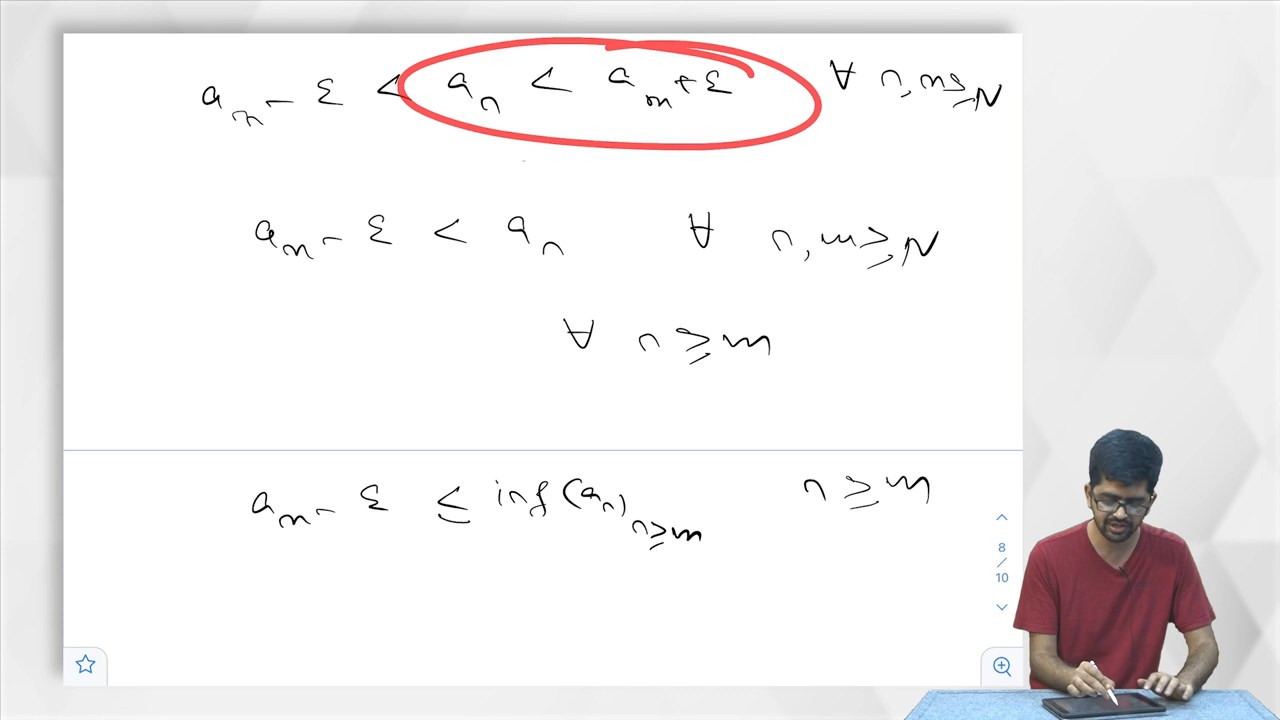 a_m - ε < a_n < a_m + ε ∀ n, m ≥ N
a_m - ε < a_n ∀ n, m ≥ N
∀ n ≥ m
a_m - ε ≤ inf (a_n)_{n ≥ m} n ≥ m
8
/
10